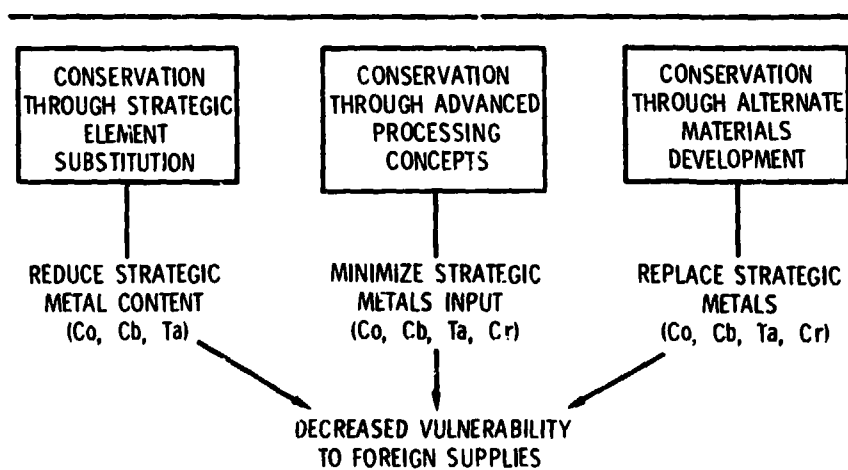 CONSERVATION
THROUGH STRATEGIC
ELEMENT
SUBSTITUTION
CONSERVATION
THROUGH ADVANCED
PROCESSING
CONCEPTS
CONSERVATION
THROUGH ALTERNATE
MATERIALS
DEVELOPMENT
REDUCE STRATEGIC
METAL CONTENT
(Co, Cb, Ta)
MINIMIZE STRATEGIC
METALS INPUT
(Co, Cb, Ta, Cr)
REPLACE STRATEGIC
METALS
(Co, Cb, Ta, Cr)
DECREASED VULNERABILITY
TO FOREIGN SUPPLIES